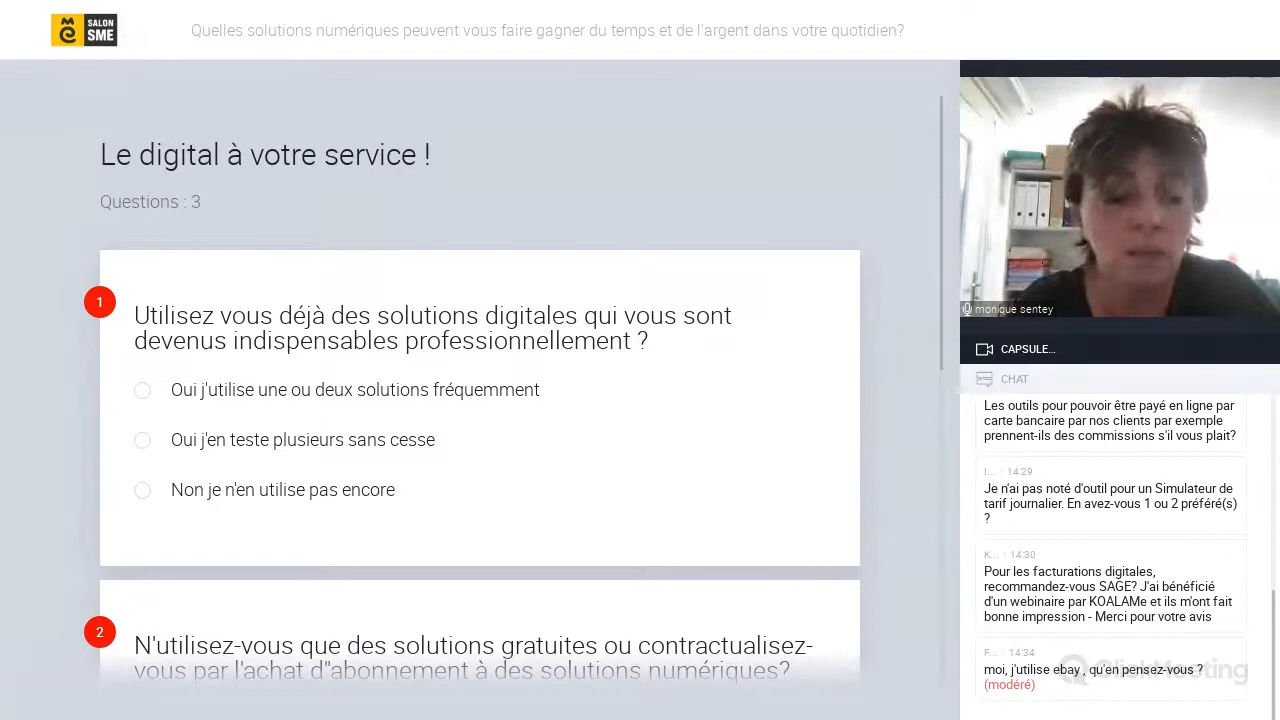 SALON
SME
Quelles solutions numériques peuvent vous faire gagner du temps et de l'argent dans votre quotidien?
Le digital à votre service !
Questions : 3
1
Utilisez vous déjà des solutions digitales qui vous sont
devenus indispensables professionnellement ?
Oui j'utilise une ou deux solutions fréquemment
Oui j'en teste plusieurs sans cesse
Non je n'en utilise pas encore
2
N'utilisez-vous que des solutions gratuites ou contractualisez-
vous par l'achat d"abonnement à des solutions numériques?
monique sentey
CAPSULE...
CHAT
Les outils pour pouvoir être payé en ligne par
carte bancaire par nos clients par exemple
prennent-ils des commissions s'il vous plait?
I... 14:29
Je n'ai pas noté d'outil pour un Simulateur de
tarif journalier. En avez-vous 1 ou 2 préféré(s)
?
K... 14:30
Pour les facturations digitales,
recommandez-vous SAGE? J'ai bénéficié
d'un webinaire par KOALAMe et ils m'ont fait
bonne impression - Merci pour votre avis
F... 14:34
moi, j'utilise ebay , qu'en pensez-vous ?
(modéré)
ClickMeeting